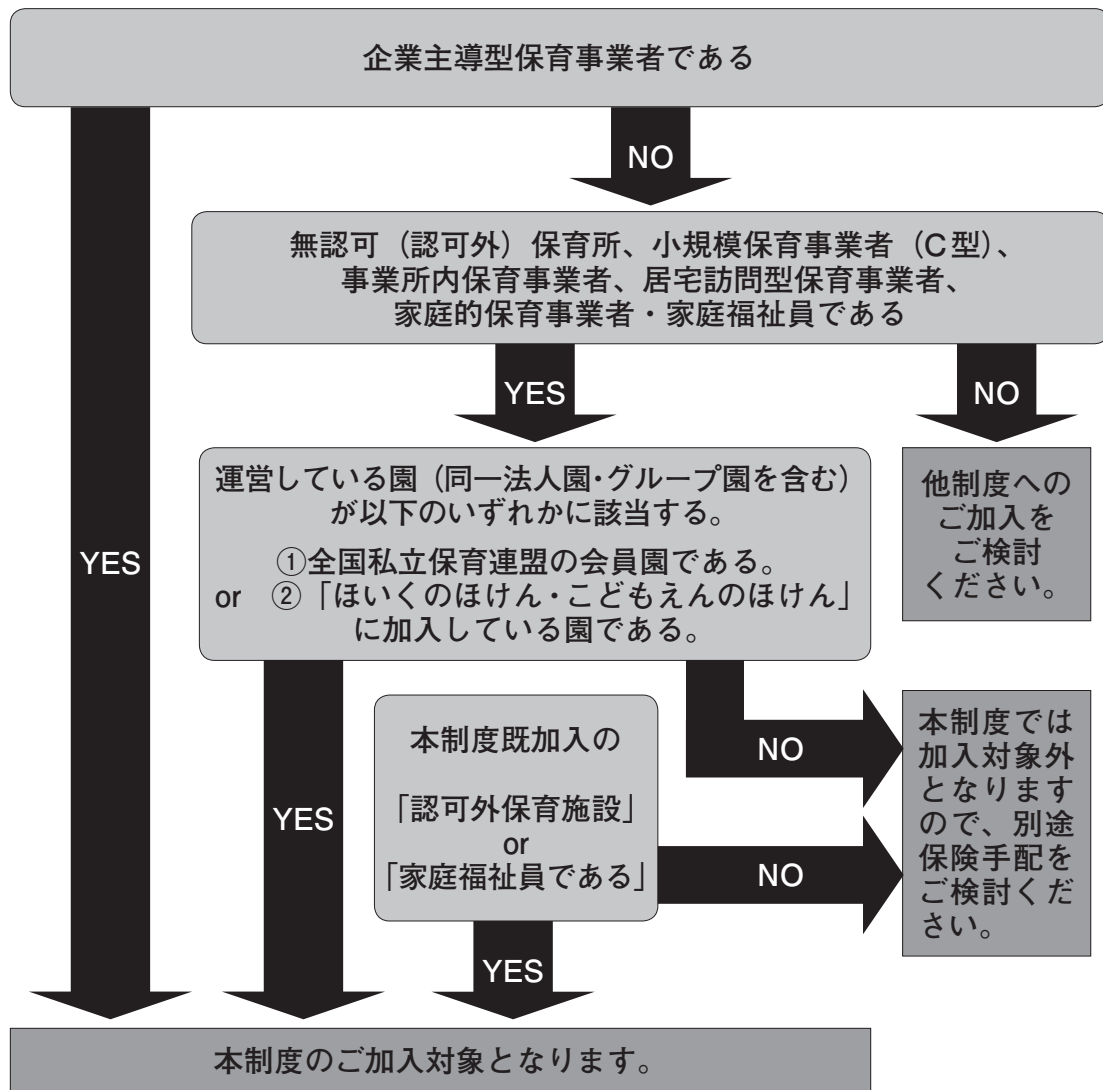 企業主導型保育事業者である
NO
無認可（認可外）保育所、小規模保育事業者（C型）、
事業所内保育事業者、居宅訪問型保育事業者、
家庭的保育事業者・家庭福祉員である
YES
NO
YES
運営している園（同一法人園・グループ園を含む）
が以下のいずれかに該当する。
①全国私立保育連盟の会員園である。
or ②「ほいくのほけん・こどもえんのほけん」
に加入している園である。
他制度への
ご加入を
ご検討
ください。
YES
本制度既加入の
「認可外保育施設」
or
「家庭福祉員である」
NO
NO
本制度では
加入対象外
となります
ので、別途
保険手配を
ご検討くだ
さい。
YES
本制度のご加入対象となります。